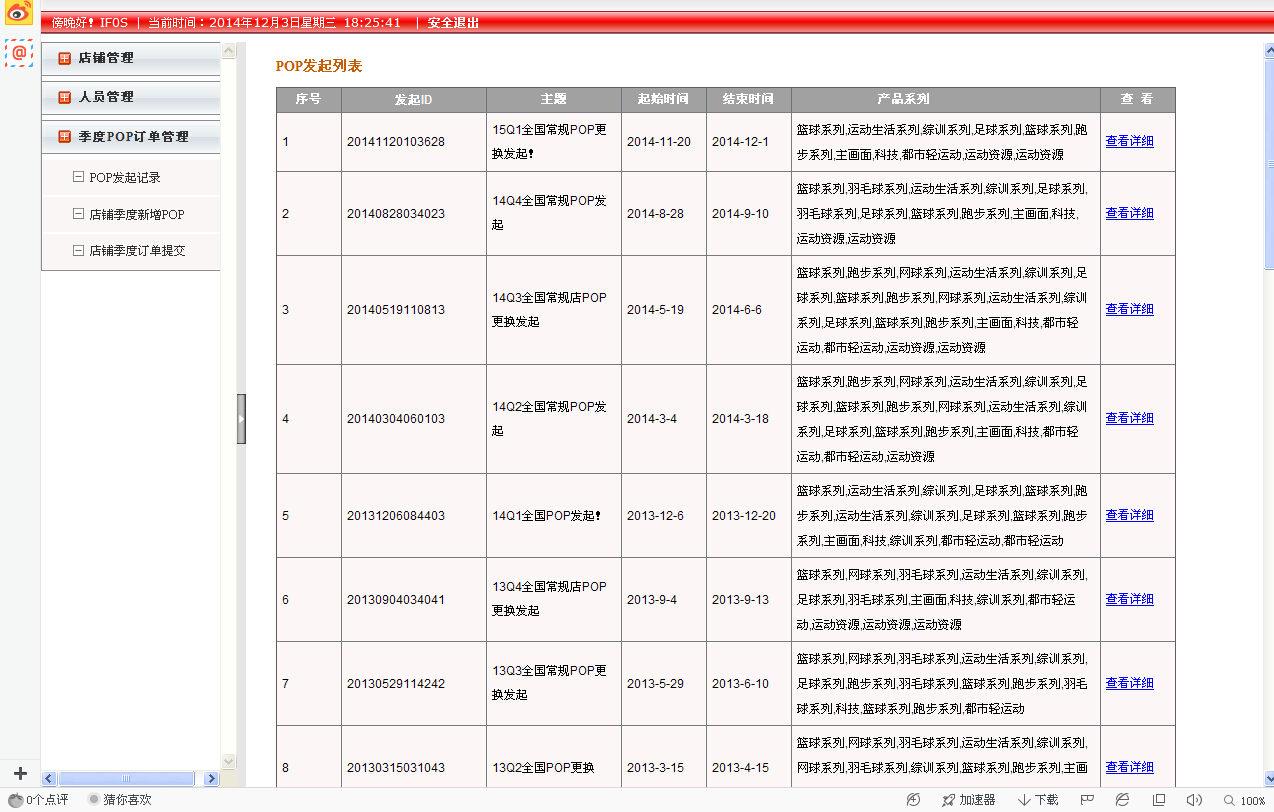 傍晚好! IFOS | 当前时间：2014年12月3日星期三 18:25:41 | 安全退出
店铺管理
人员管理
季度POP订单管理
POP发起记录
店铺季度新增POP
店铺季度订单提交
POP发起列表
序号 发起ID 主题 起始时间 结束时间 产品系列 查 看
1 20141120103628 15Q1全国常规POP更
换发起! 2014-11-20 2014-12-1 篮球系列,运动生活系列,综训系列,足球系列,篮球系列,跑
步系列,主画面,科技,都市轻运动,运动资源,运动资源 查看详细
2 20140828034023 14Q4全国常规POP发
起 2014-8-28 2014-9-10 篮球系列,羽毛球系列,运动生活系列,综训系列,足球系列,
羽毛球系列,足球系列,篮球系列,跑步系列,主画面,科技,
运动资源,运动资源 查看详细
3 20140519110813 14Q3全国常规店POP
更换发起 2014-5-19 2014-6-6 篮球系列,跑步系列,网球系列,运动生活系列,综训系列,足
球系列,篮球系列,跑步系列,网球系列,运动生活系列,综训
系列,足球系列,篮球系列,跑步系列,主画面,科技,都市轻
运动,都市轻运动,运动资源,运动资源 查看详细
4 20140304060103 14Q2全国常规POP发
起 2014-3-4 2014-3-18 篮球系列,跑步系列,网球系列,运动生活系列,综训系列,足
球系列,篮球系列,跑步系列,网球系列,运动生活系列,综训
系列,足球系列,篮球系列,跑步系列,主画面,科技,都市轻
运动,都市轻运动,运动资源 查看详细
5 20131206084403 14Q1全国POP发起! 2013-12-6 2013-12-20 篮球系列,运动生活系列,综训系列,足球系列,篮球系列,跑
步系列,运动生活系列,综训系列,足球系列,篮球系列,跑步
系列,主画面,科技,综训系列,都市轻运动,都市轻运动 查看详细
6 20130904034041 13Q4全国常规店POP
更换发起 2013-9-4 2013-9-13 篮球系列,网球系列,羽毛球系列,运动生活系列,综训系列,
足球系列,羽毛球系列,主画面,科技,综训系列,都市轻运
动,运动资源,运动资源,运动资源 查看详细
7 20130529114242 13Q3全国常规POP更
换发起 2013-5-29 2013-6-10 篮球系列,网球系列,羽毛球系列,运动生活系列,综训系列,
足球系列,跑步系列,羽毛球系列,篮球系列,跑步系列,羽毛
球系列,科技,篮球系列,跑步系列,都市轻运动 查看详细
8 20130315031043 13Q2全国POP更换 2013-3-15 2013-4-15 篮球系列,网球系列,羽毛球系列,运动生活系列,综训系列,
网球系列,羽毛球系列,综训系列,篮球系列,跑步系列,主画 查看详细
0个点评 猜你喜欢 加速器 下载 100%